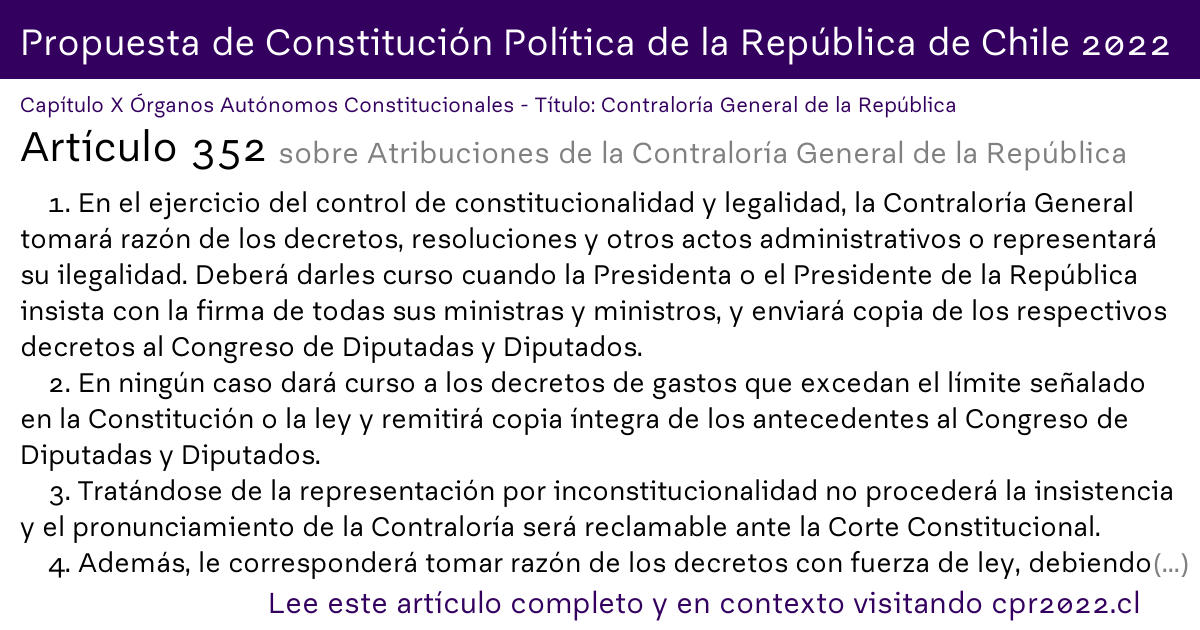 Propuesta de Constitución Política de la República de Chile 2022
Capítulo X Órganos Autónomos Constitucionales - Título: Contraloría General de la República
Artículo 352 sobre Atribuciones de la Contraloría General de la República
1. En el ejercicio del control de constitucionalidad y legalidad, la Contraloría General
tomará razón de los decretos, resoluciones y otros actos administrativos o representará
su ilegalidad. Deberá darles curso cuando la Presidenta o el Presidente de la República
insista con la firma de todas sus ministras y ministros, y enviará copia de los respectivos
decretos al Congreso de Diputadas y Diputados.
2. En ningún caso dará curso a los decretos de gastos que excedan el límite señalado
en la Constitución o la ley y remitirá copia íntegra de los antecedentes al Congreso de
Diputadas y Diputados.
3. Tratándose de la representación por inconstitucionalidad no procederá la insistencia
y el pronunciamiento de la Contraloría será reclamable ante la Corte Constitucional.
4. Además, le corresponderá tomar razón de los decretos con fuerza de ley, debiendo(...)
Lee este artículo completo y en contexto visitando cpr2022.cl